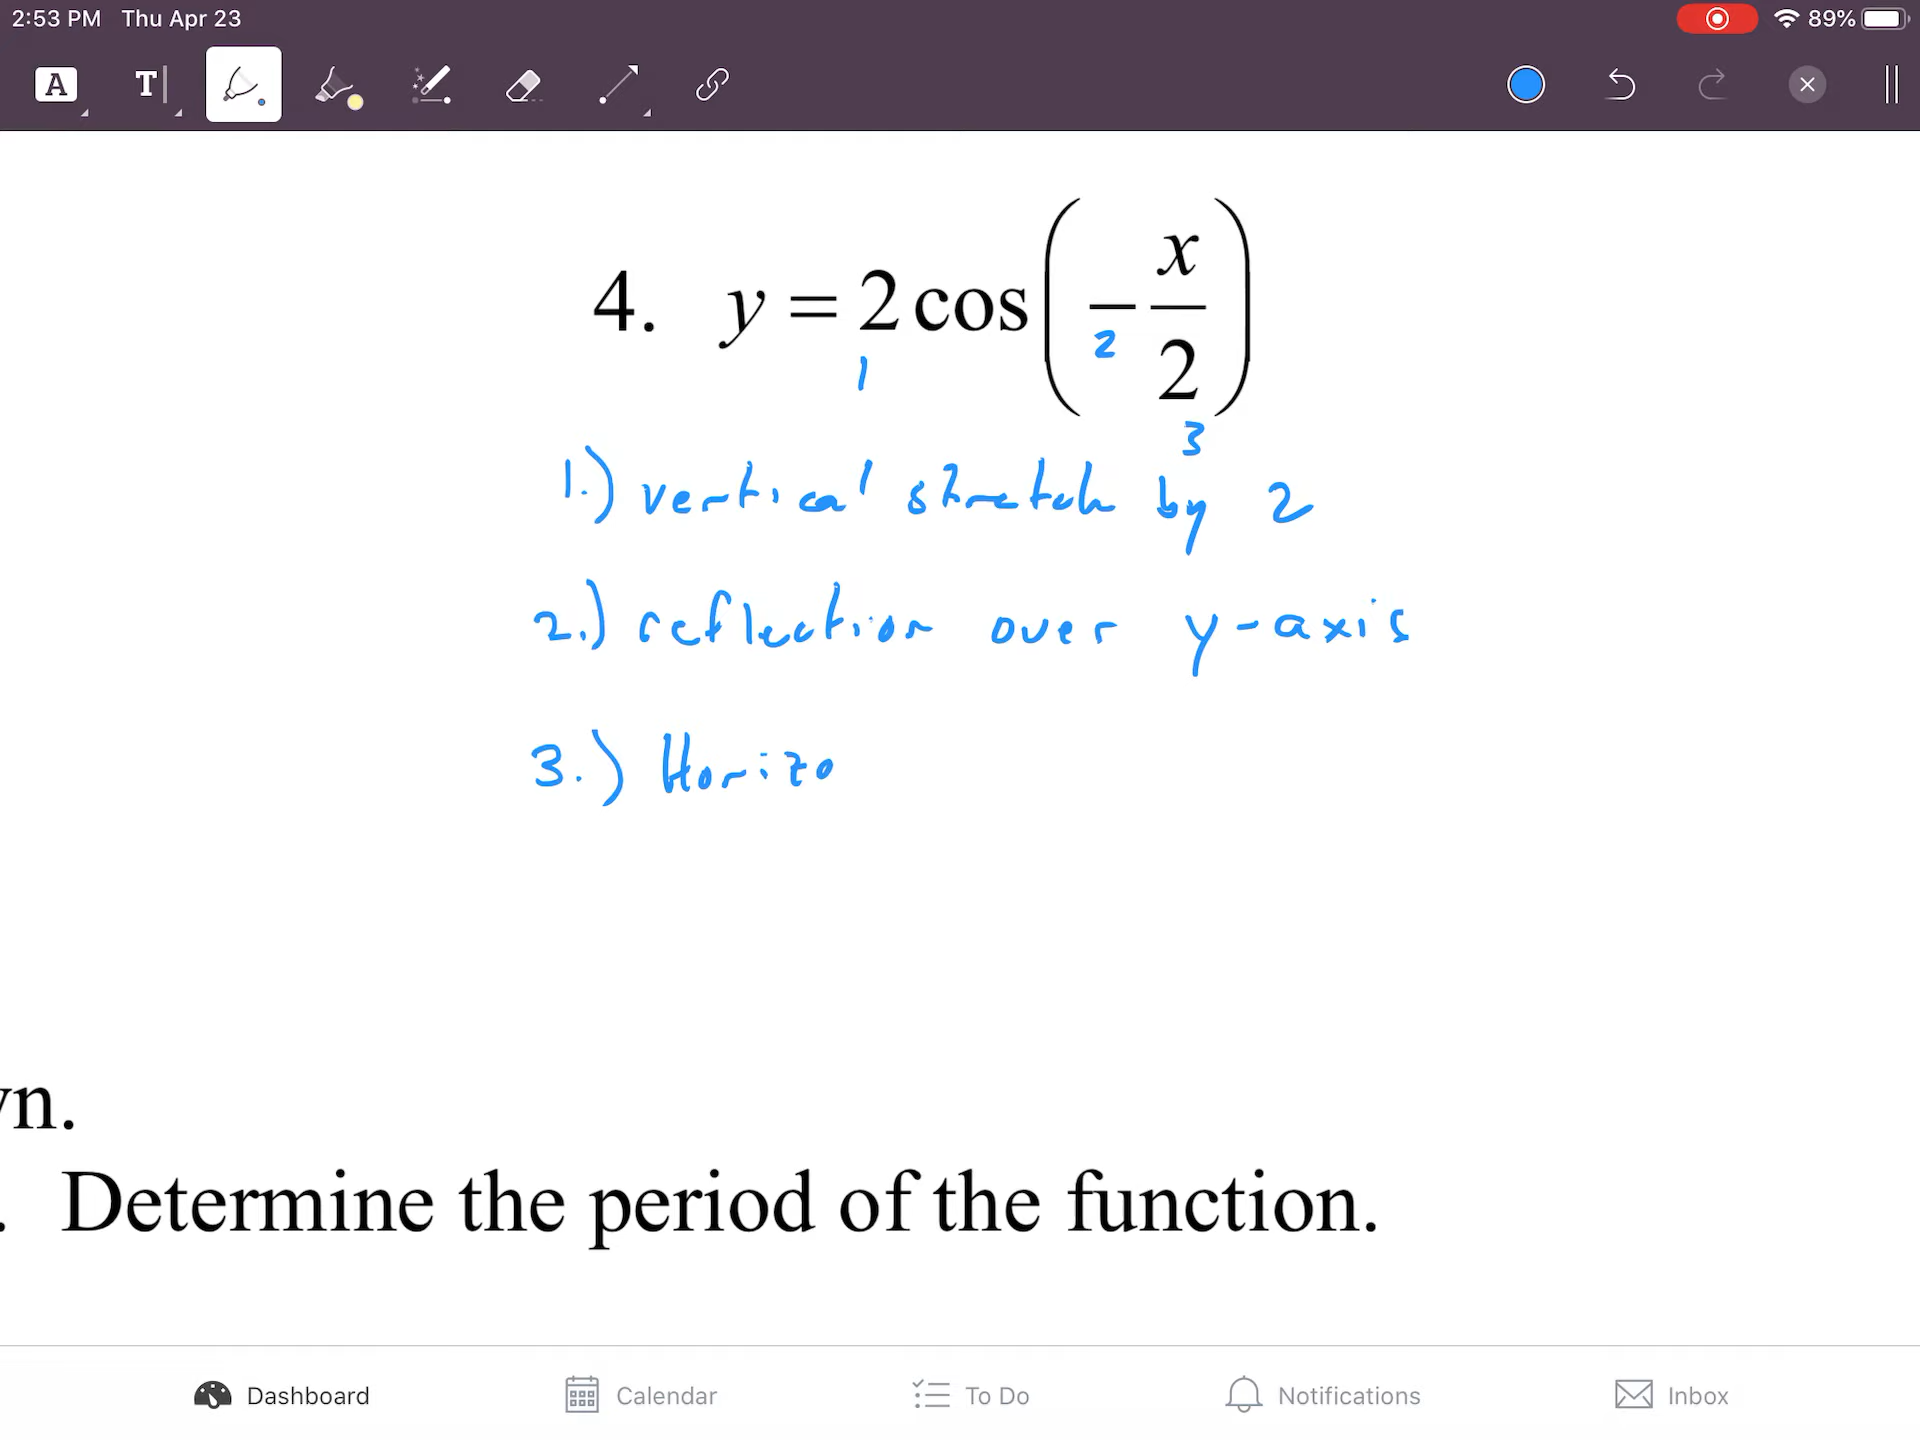 2:53 PM Thu Apr 23 89%
A T
4. y = 2 cos(-x/2)
1 2 3
1.) vertical stretch by 2
2.) reflection over y-axis
3.) Horizo
vn.
. Determine the period of the function.
Dashboard Calendar To Do Notifications Inbox